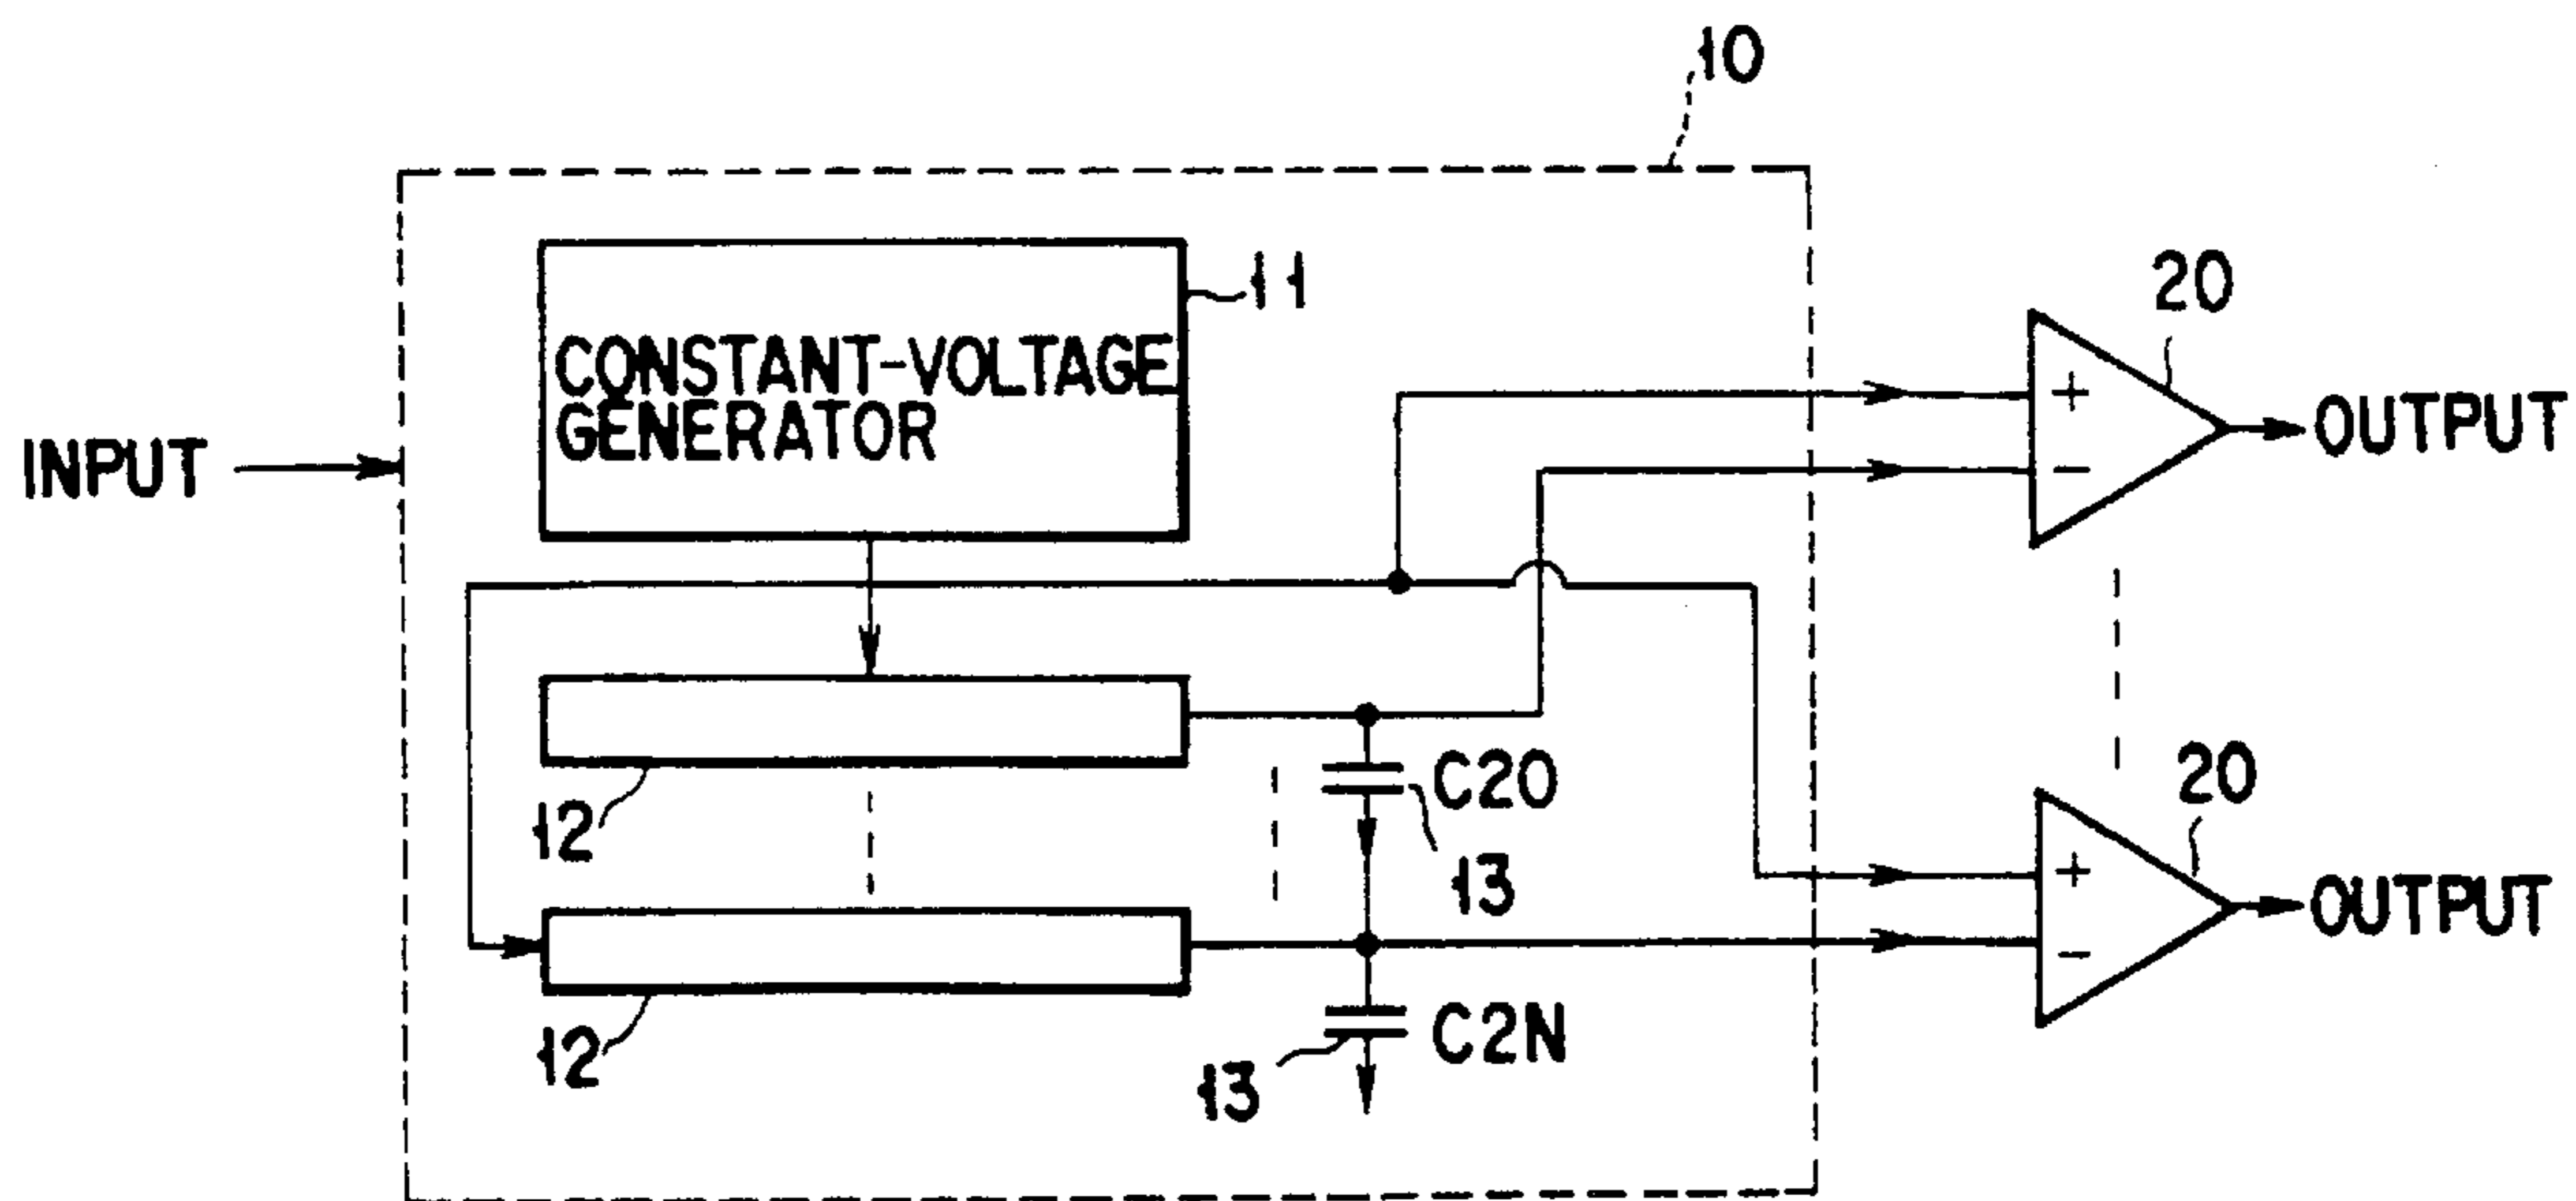 10
11
CONSTANT-VOLTAGE
GENERATOR
INPUT
20
+
−
OUTPUT
12
C20
13
20
+
−
OUTPUT
12
C2N
13